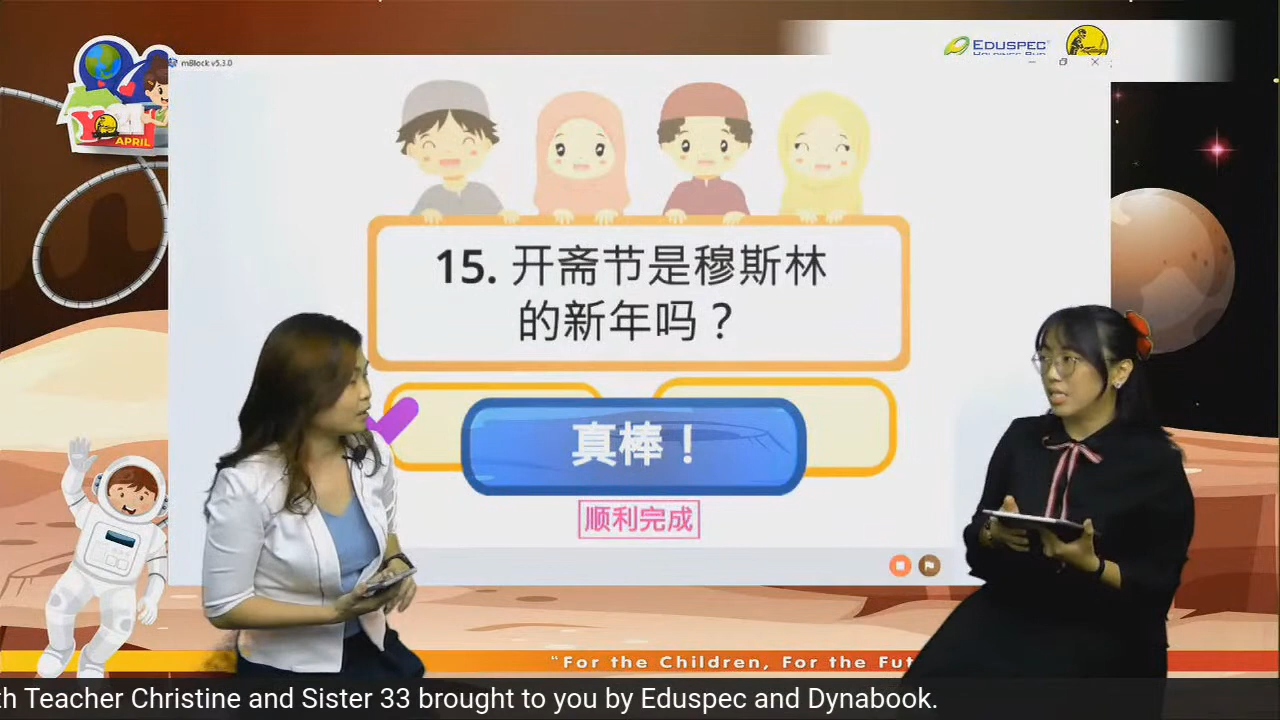 EDUSPEC
mBlock v5.3.0
APRIL
15. 开斋节是穆斯林
的新年吗？
真棒！
顺利完成
"For the Children, For the Fut
th Teacher Christine and Sister 33 brought to you by Eduspec and Dynabook.